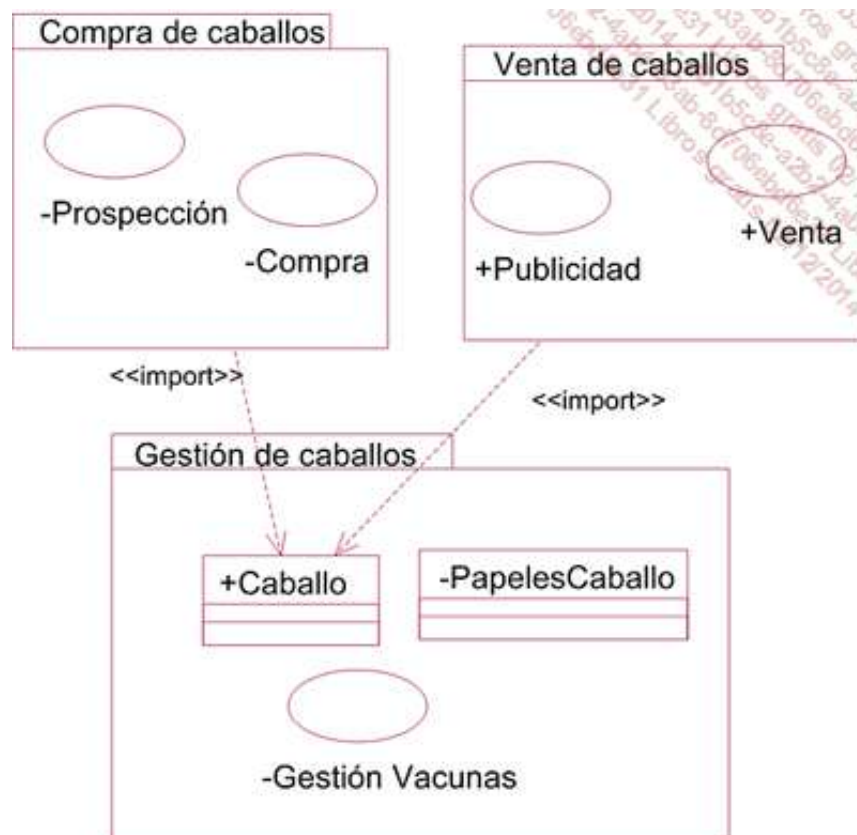 Compra de caballos
-Prospección
-Compra
Venta de caballos
+Publicidad
+Venta
<<import>>
<<import>>
Gestión de caballos
+Caballo
-PapelesCaballo
-Gestión Vacunas